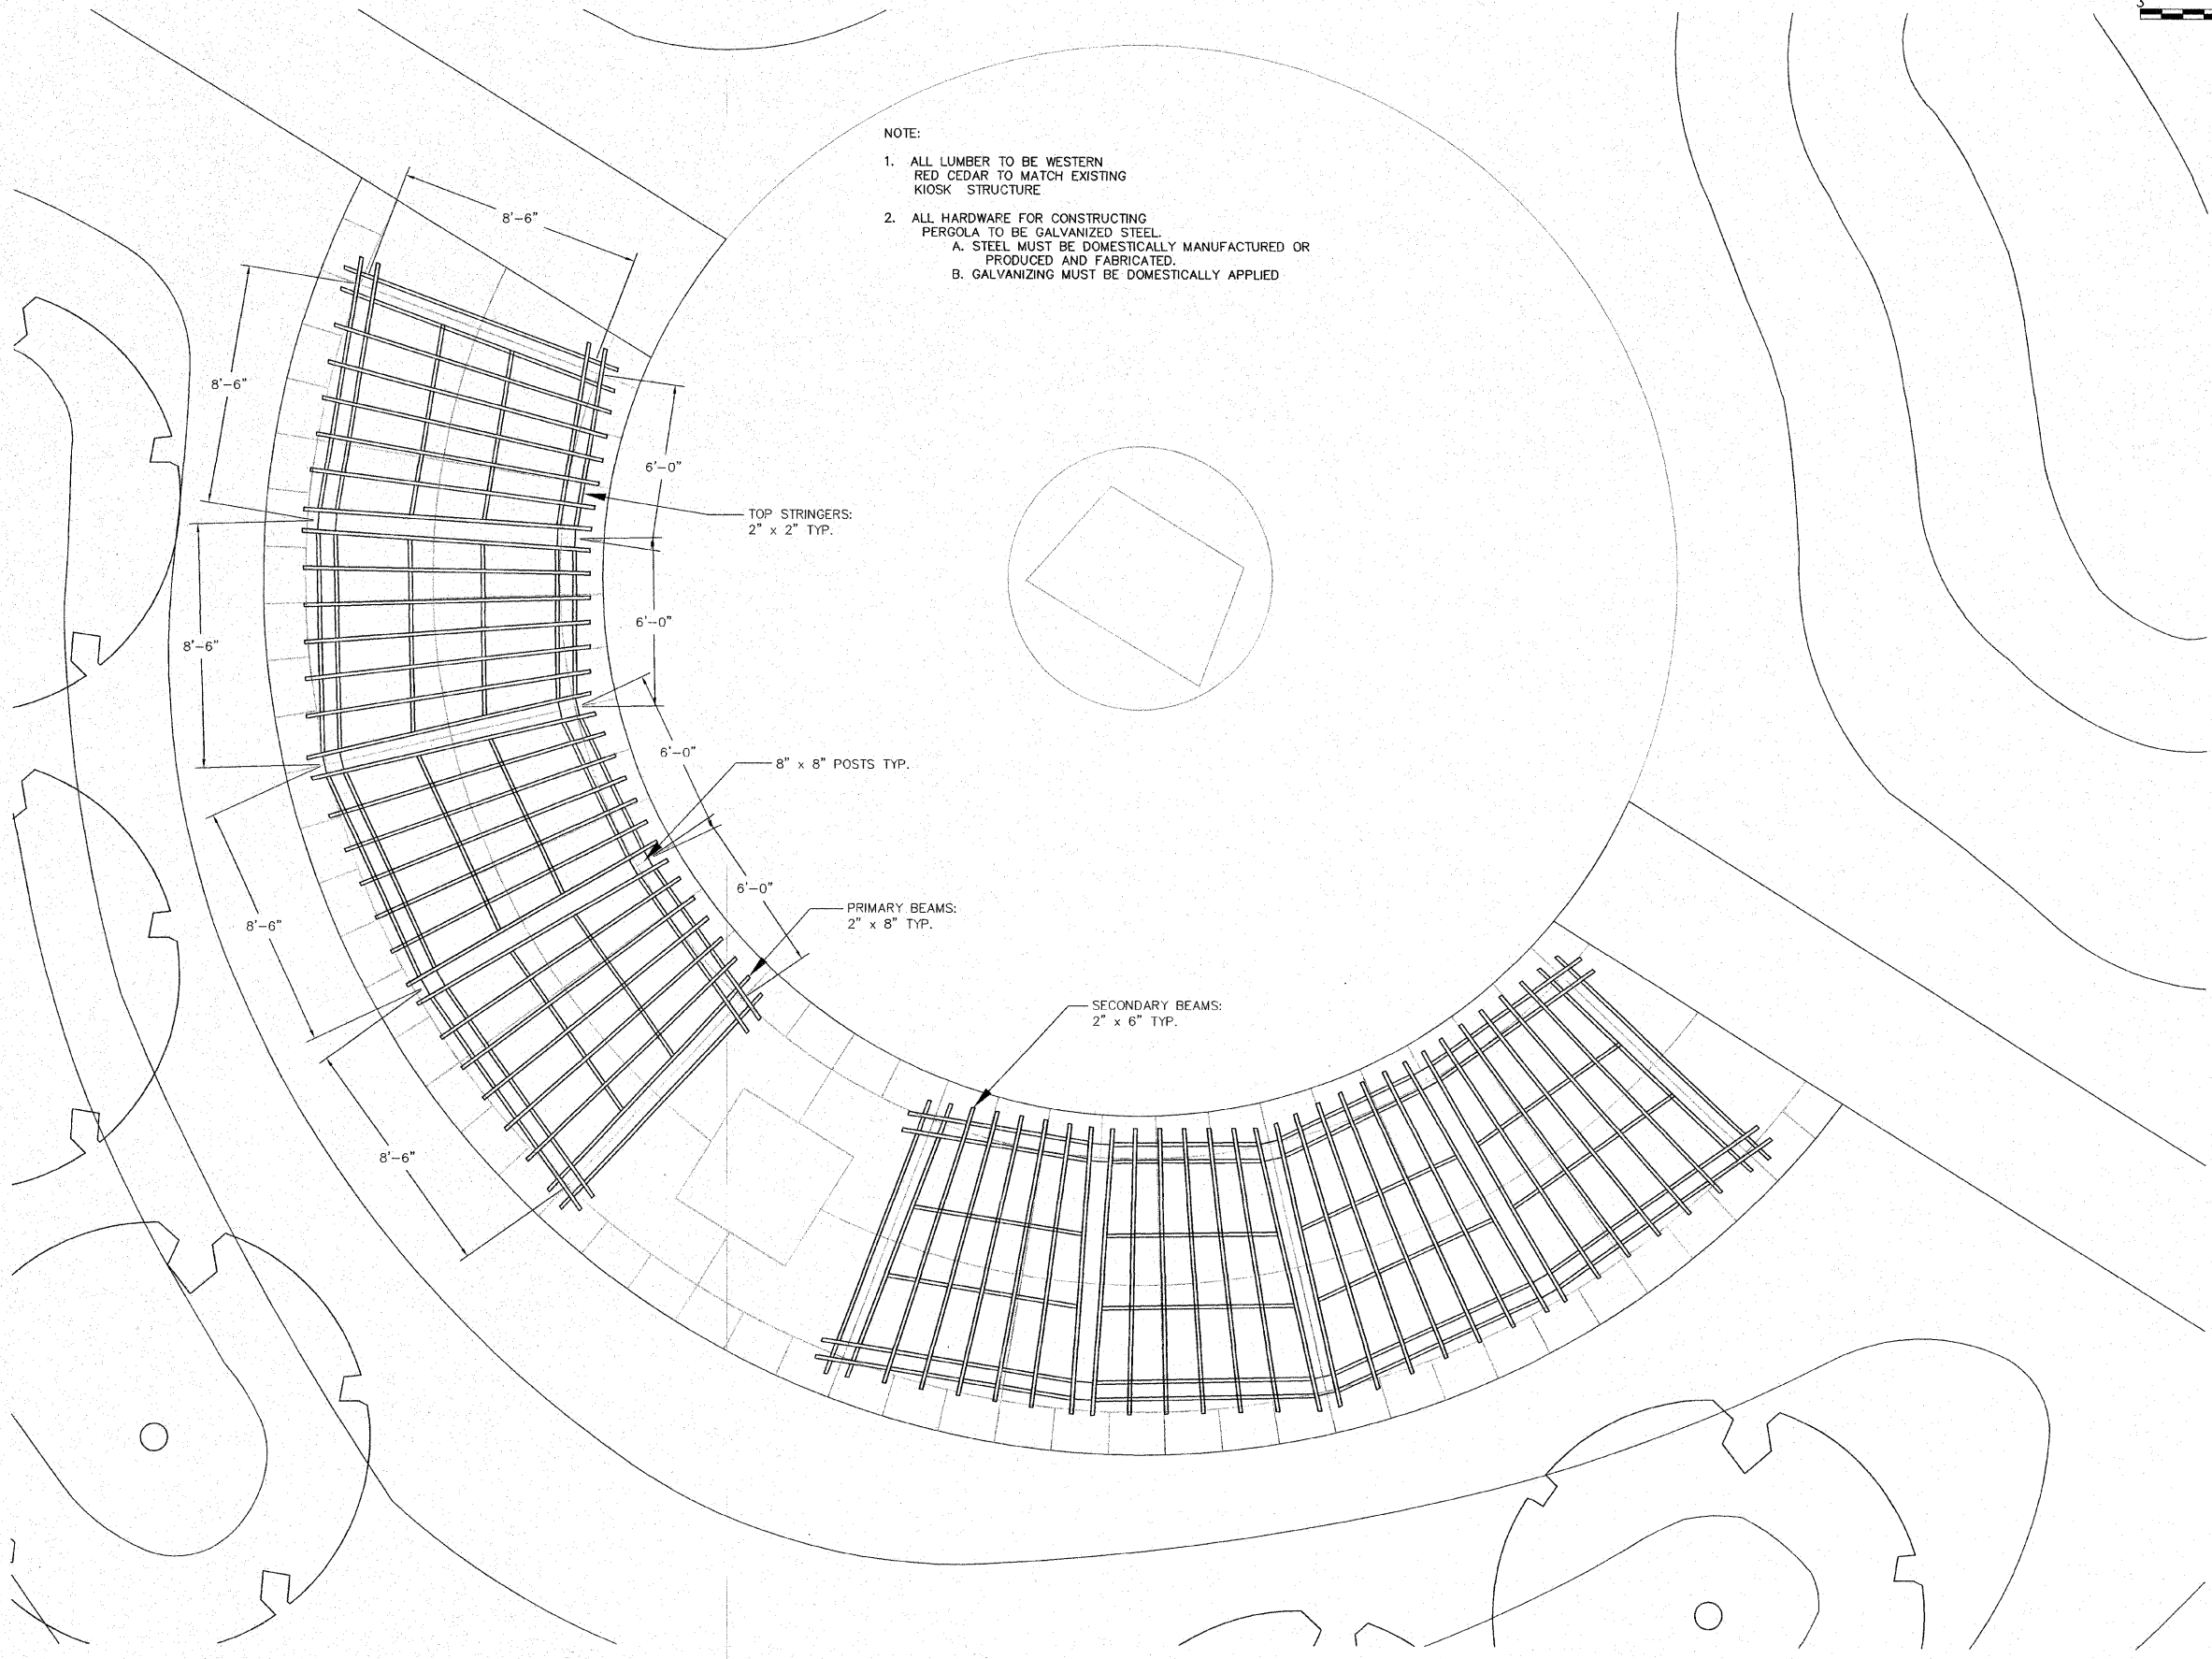 3
NOTE:
1. ALL LUMBER TO BE WESTERN
RED CEDAR TO MATCH EXISTING
KIOSK STRUCTURE
2. ALL HARDWARE FOR CONSTRUCTING
PERGOLA TO BE GALVANIZED STEEL.
A. STEEL MUST BE DOMESTICALLY MANUFACTURED OR
PRODUCED AND FABRICATED.
B. GALVANIZING MUST BE DOMESTICALLY APPLIED
8'-6"
8'-6"
6'-0"
TOP STRINGERS:
2" x 2" TYP.
6'-0"
8'-6"
6'-0"
8" x 8" POSTS TYP.
6'-0"
PRIMARY BEAMS:
2" x 8" TYP.
8'-6"
SECONDARY BEAMS:
2" x 6" TYP.
8'-6"